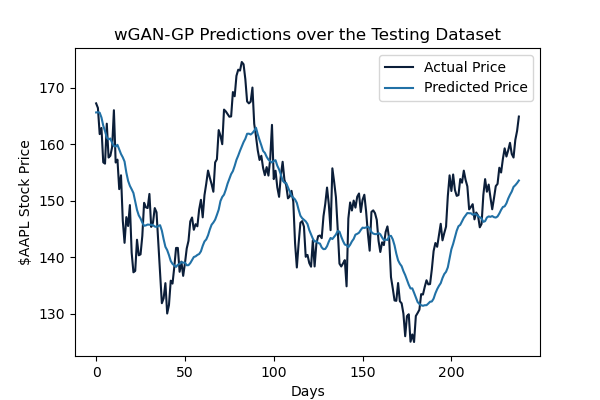 wGAN-GP Predictions over the Testing Dataset
Actual Price
Predicted Price
$AAPL Stock Price
170
160
150
140
130
0 50 100 150 200
Days